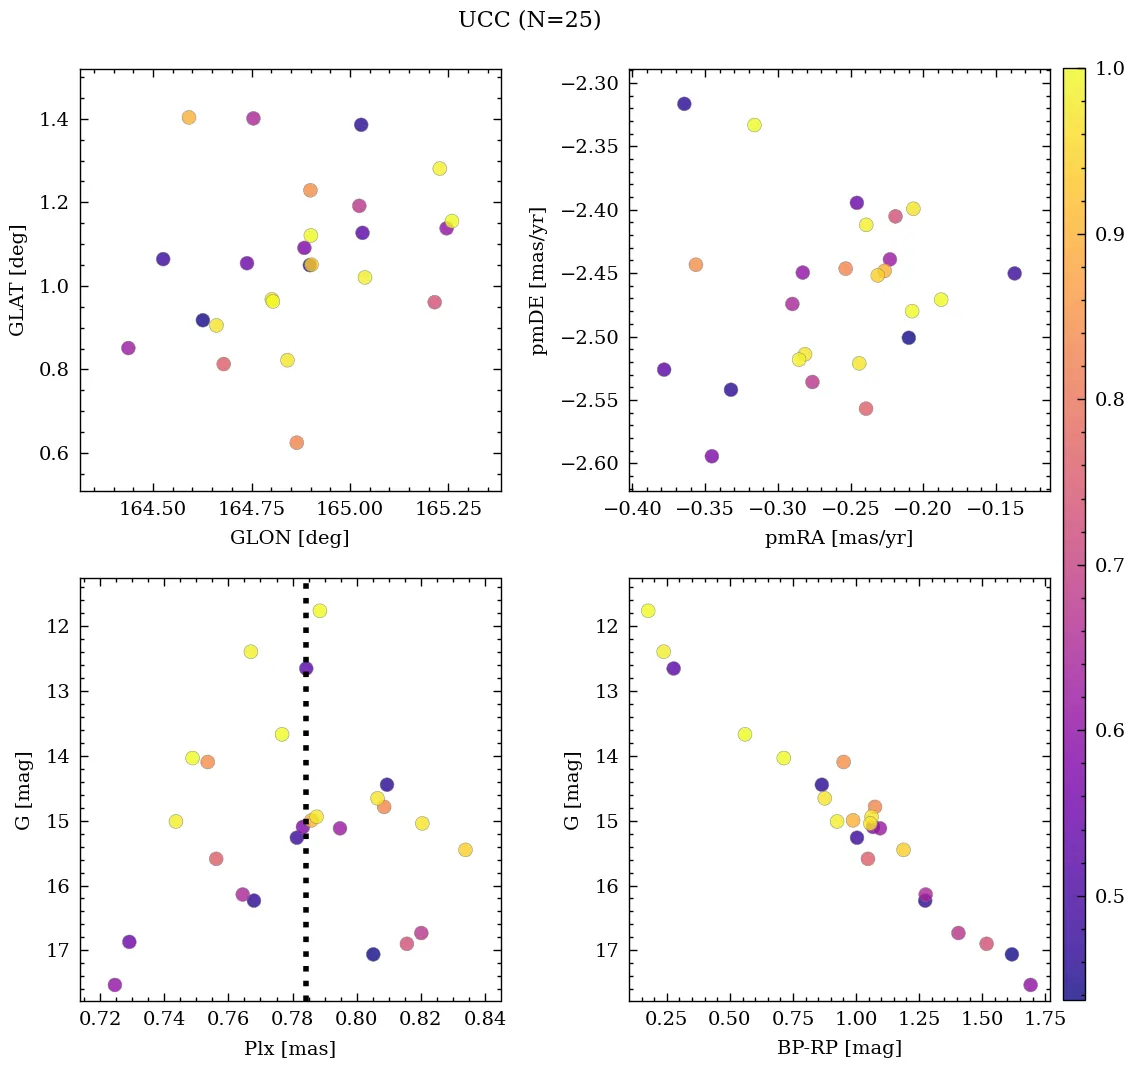 UCC (N=25)
1.4
1.2
1.0
0.8
0.6
GLAT [deg]
164.50 164.75 165.00 165.25
GLON [deg]
−2.30
−2.35
−2.40
−2.45
−2.50
−2.55
−2.60
pmDE [mas/yr]
−0.40 −0.35 −0.30 −0.25 −0.20 −0.15
pmRA [mas/yr]
1.0
0.9
0.8
0.7
0.6
0.5
12
13
14
15
16
17
G [mag]
0.72 0.74 0.76 0.78 0.80 0.82 0.84
Plx [mas]
12
13
14
15
16
17
G [mag]
0.25 0.50 0.75 1.00 1.25 1.50 1.75
BP-RP [mag]